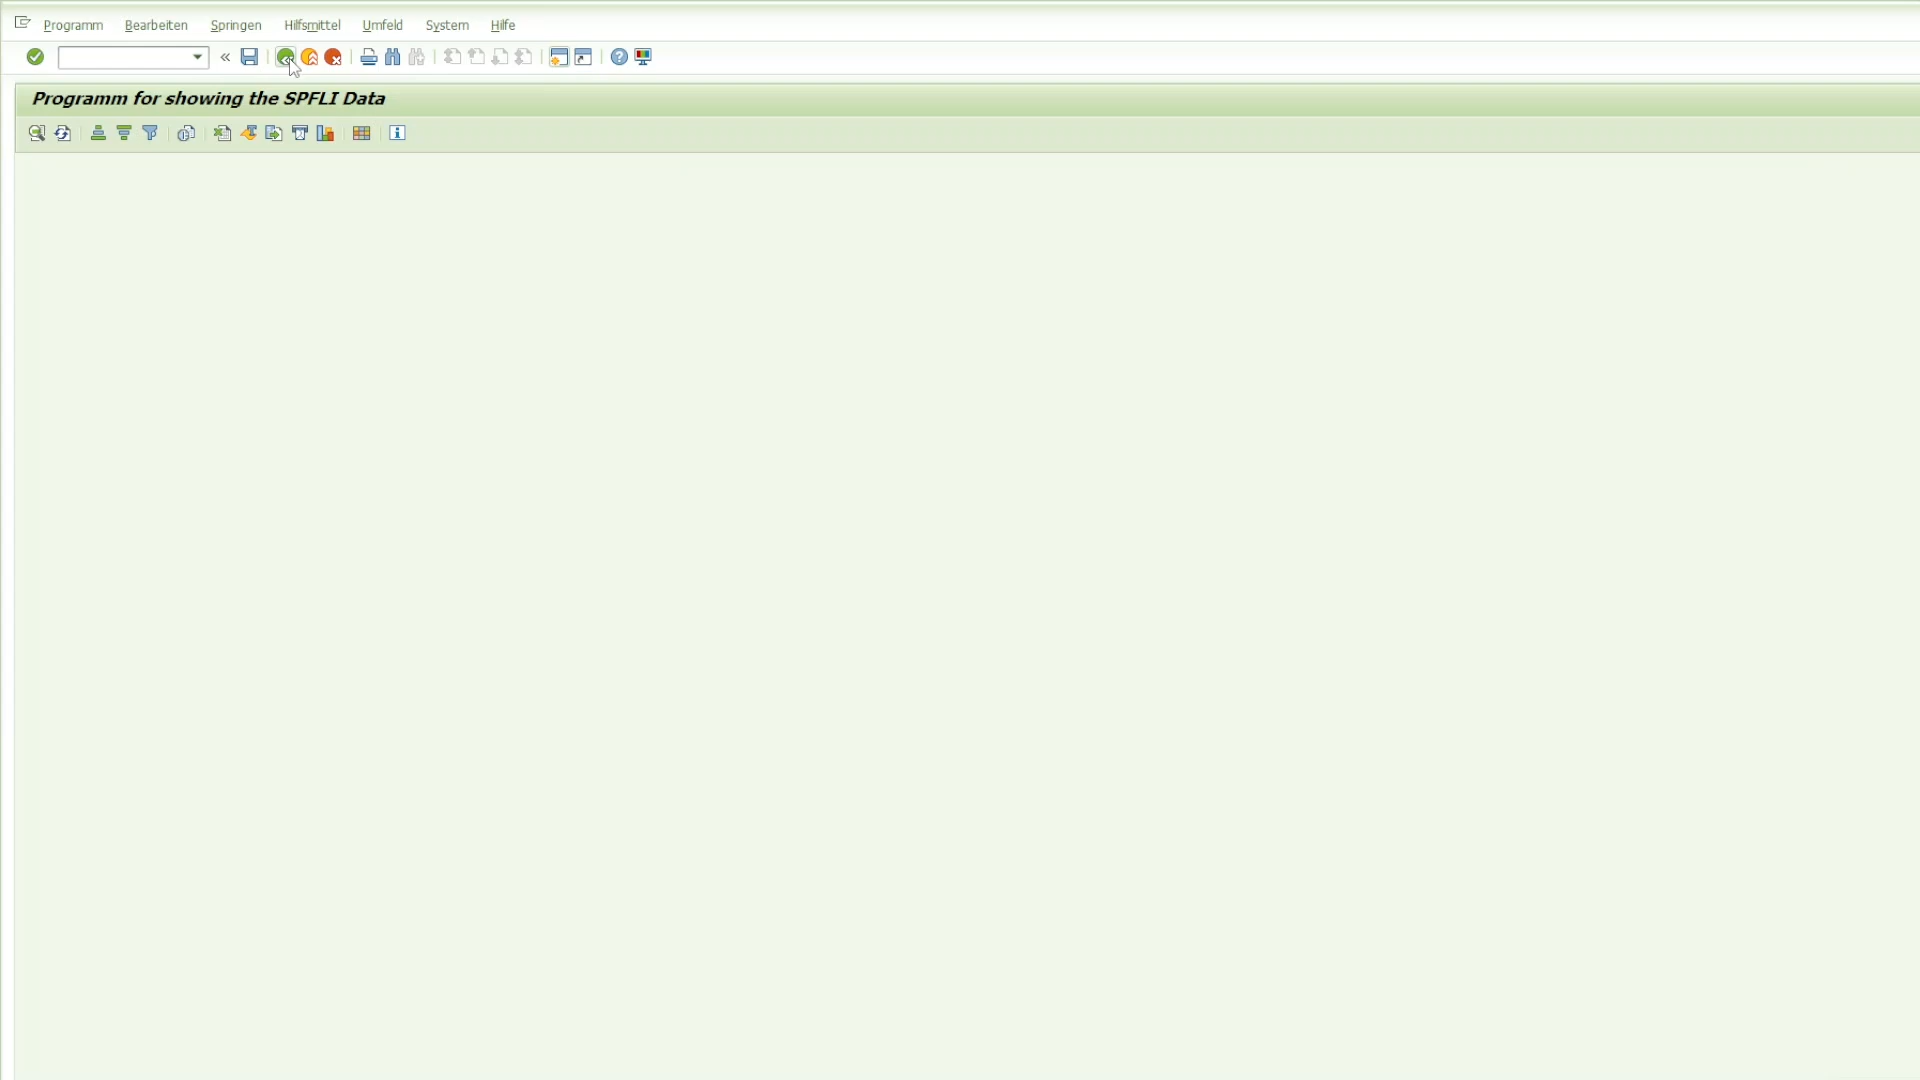 Programm Bearbeiten Springen Hilfsmittel Umfeld System Hilfe
Programm for showing the SPFLI Data